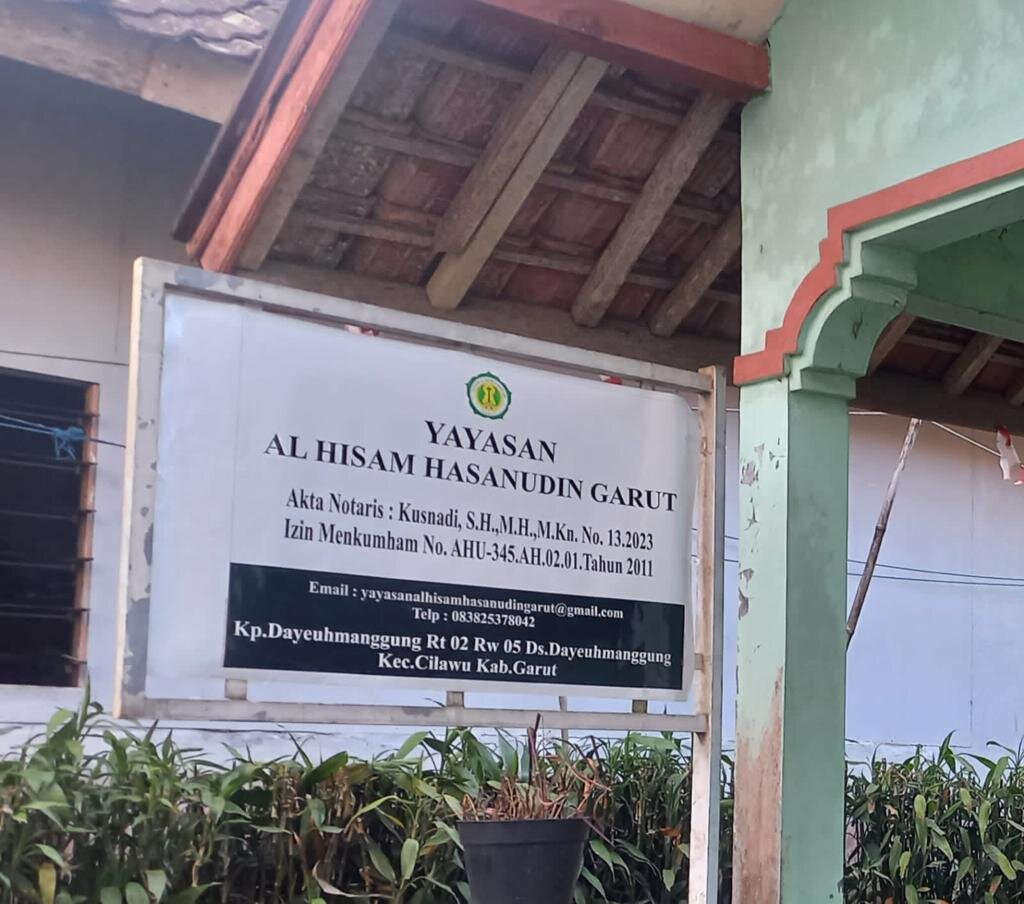 YAYASAN
AL HISAM HASANUDIN GARUT
Akta Notaris : Kusnadi, S.H.,M.H.,M.Kn. No. 13.2023
Izin Menkumham No. AHU-345.AH.02.01.Tahun 2011
Email : yayasanalhisamhasanudingarut@gmail.com
Telp : 083825378042
Kp.Dayeuhmanggung Rt 02 Rw 05 Ds.Dayeuhmanggung
Kec.Cilawu Kab.Garut